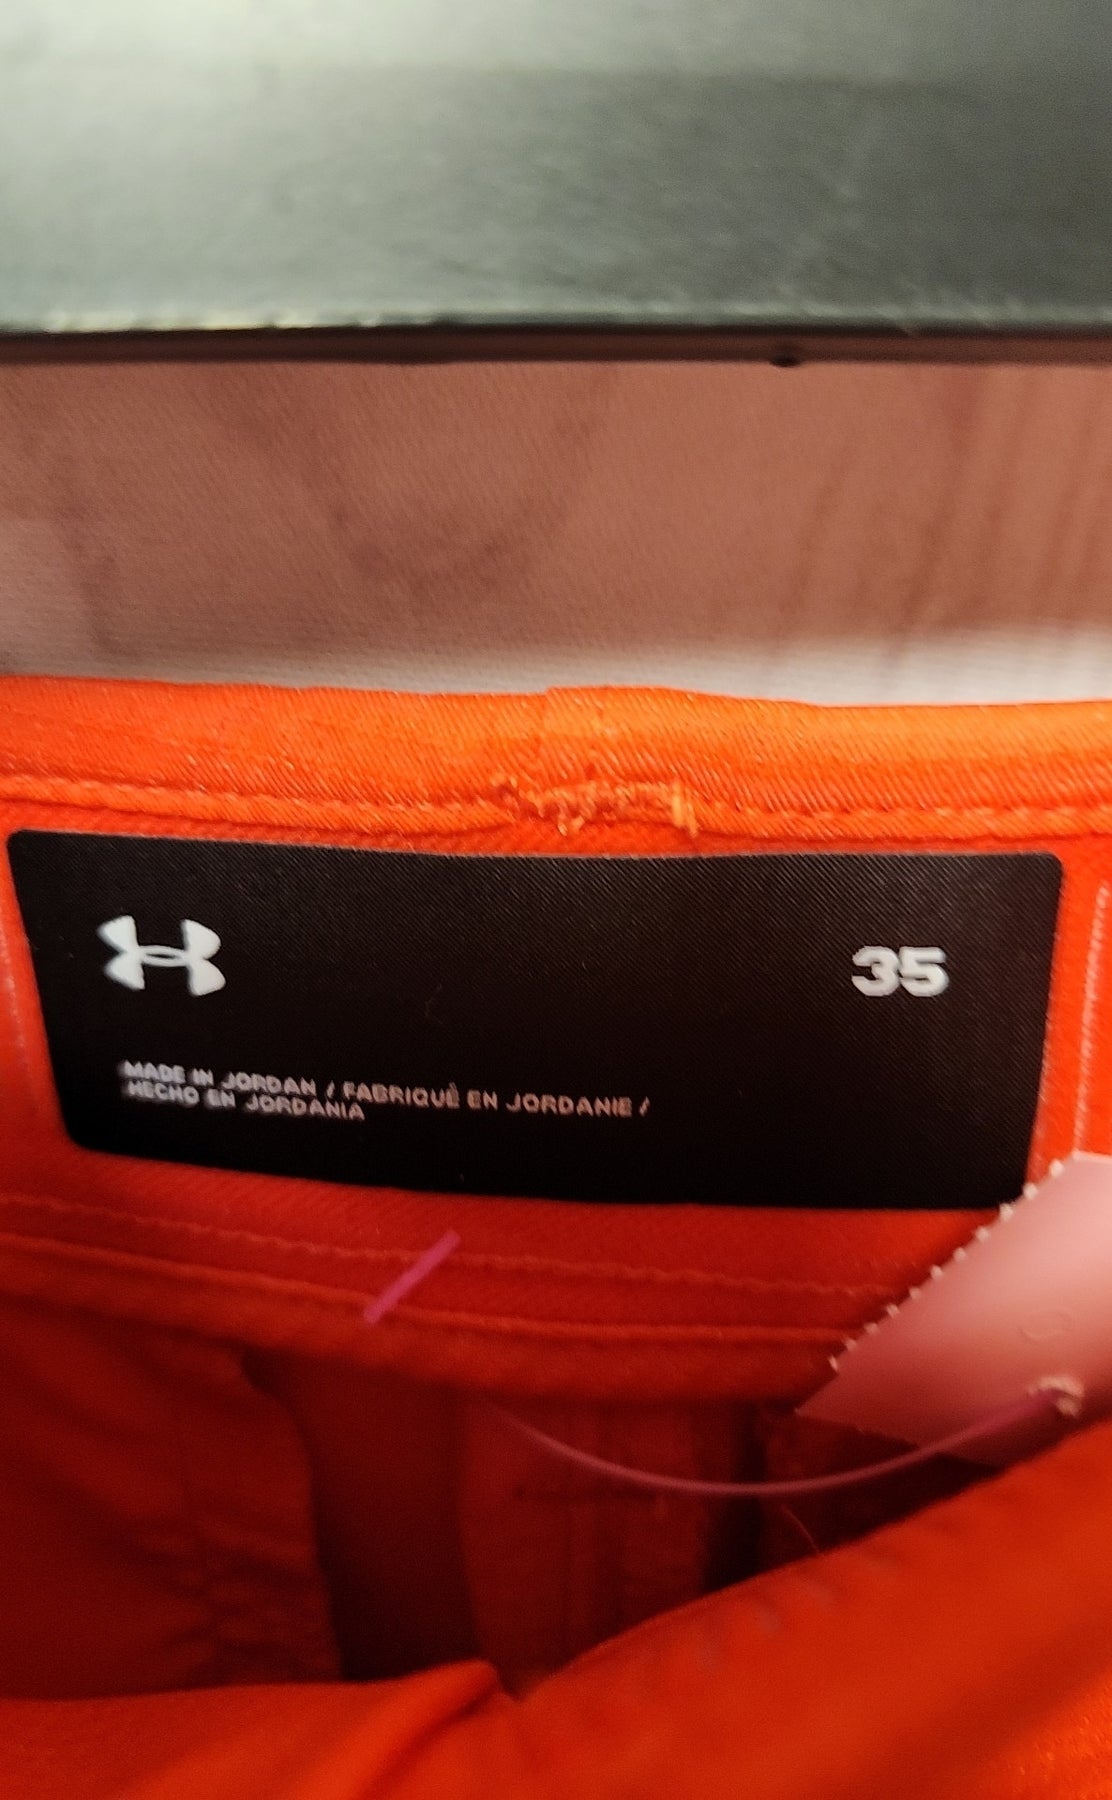 35
MADE IN JORDAN / FABRIQUÉ EN JORDANIE /
HECHO EN JORDANIA